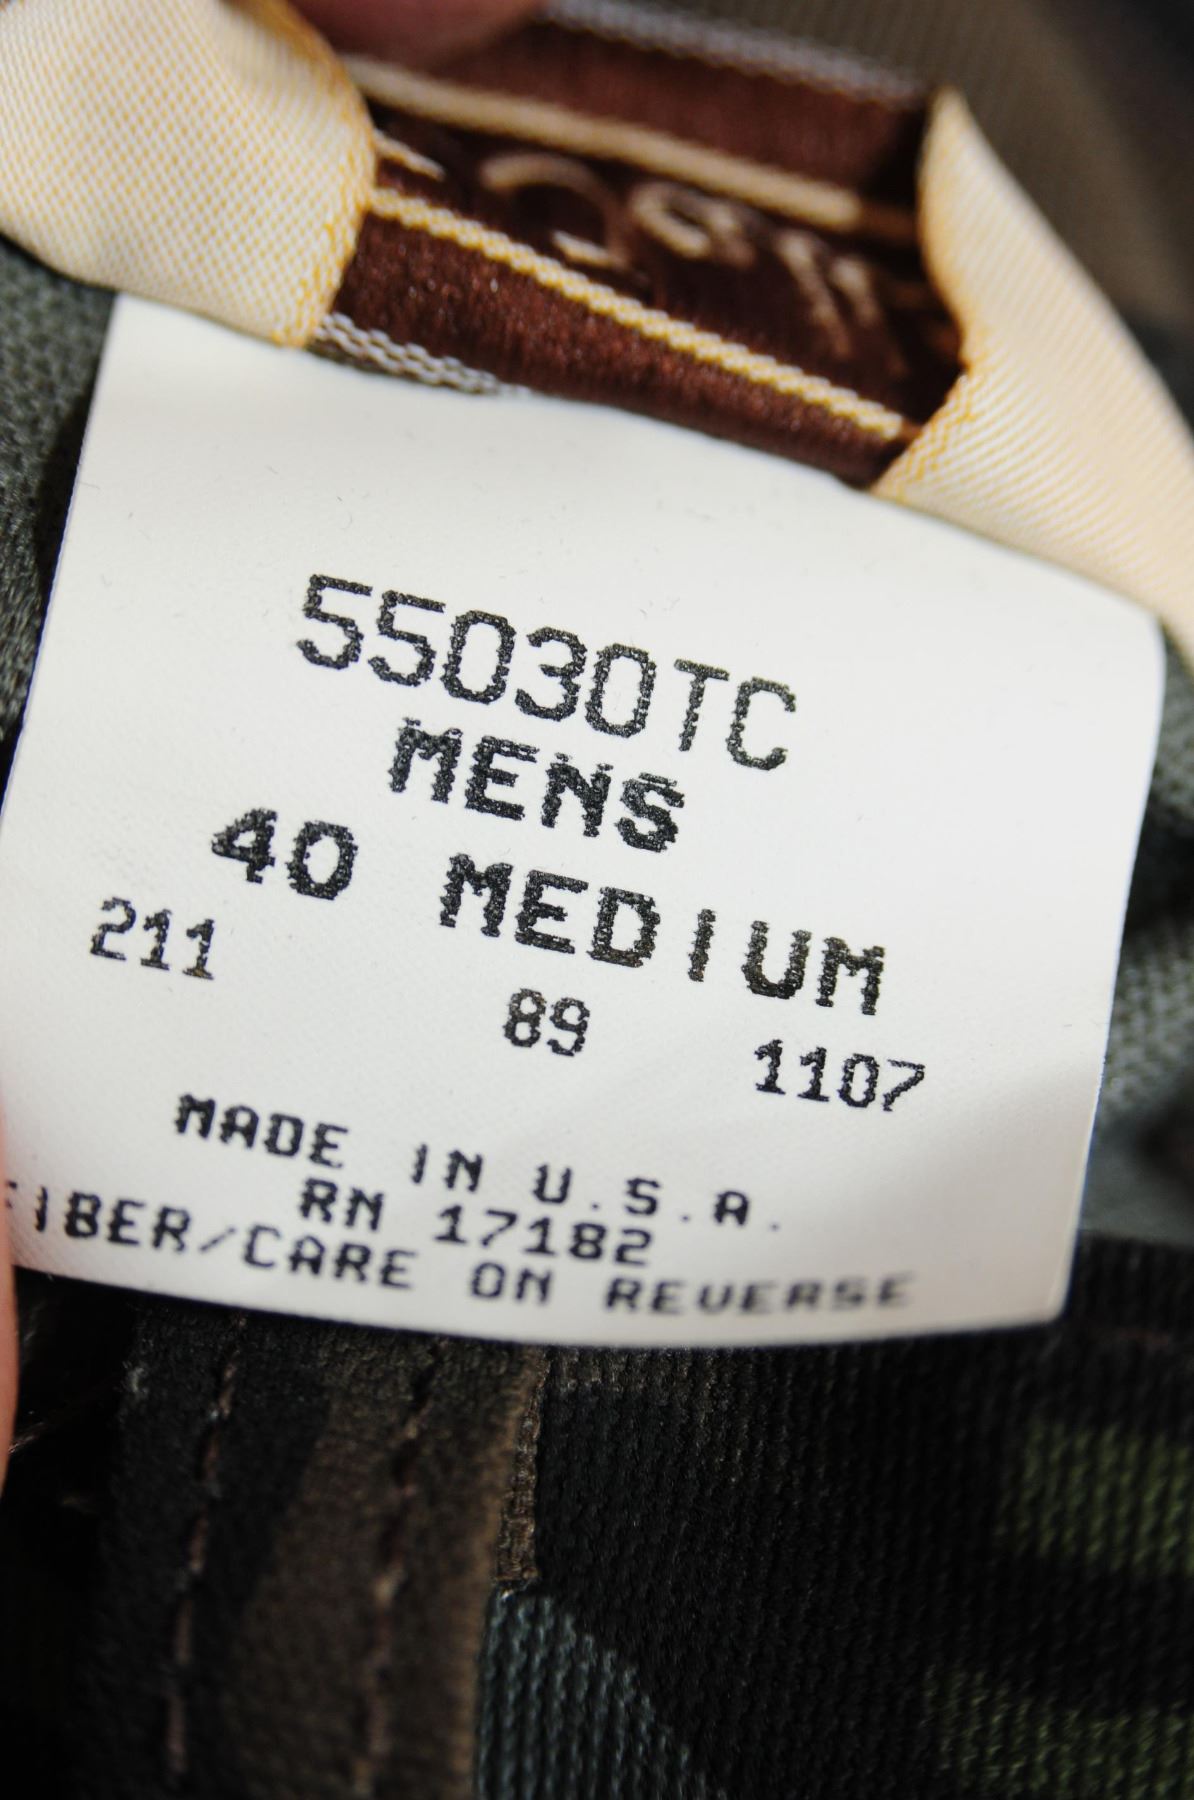 55030TC
MENS
40 MEDIUM
211 89 1107
MADE IN U.S.A.
RN 17182
FIBER/CARE ON REVERSE